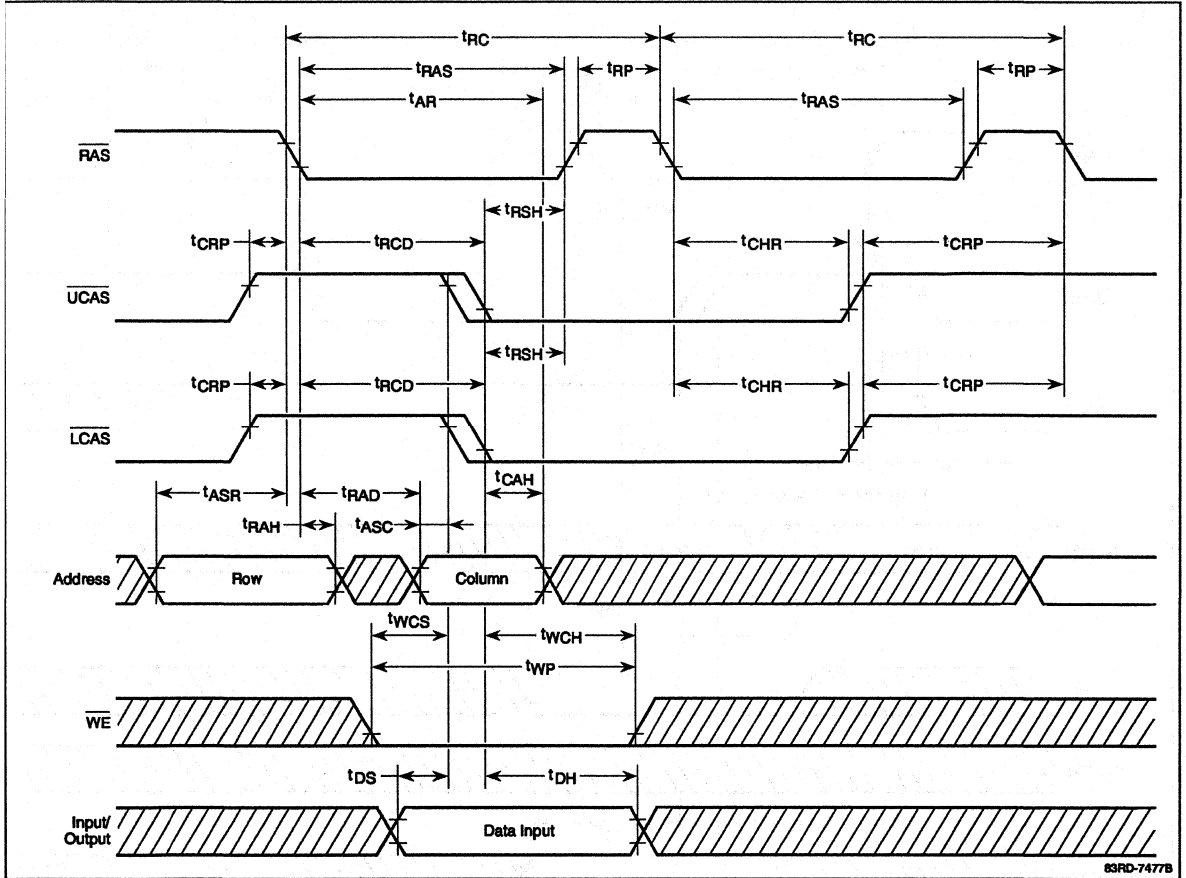 tRC tRC
tRAS tRP tRP
tAR tRAS
RAS
tRSH
tCRP tRCD tCHR tCRP
UCAS
tRSH
tCRP tRCD tCHR tCRP
LCAS
tCAH
tASR tRAD
tRAH tASC
Address Row Column
tWCS tWCH
tWP
WE
tDS tDH
Input/
Output Data Input
83RD-7477B